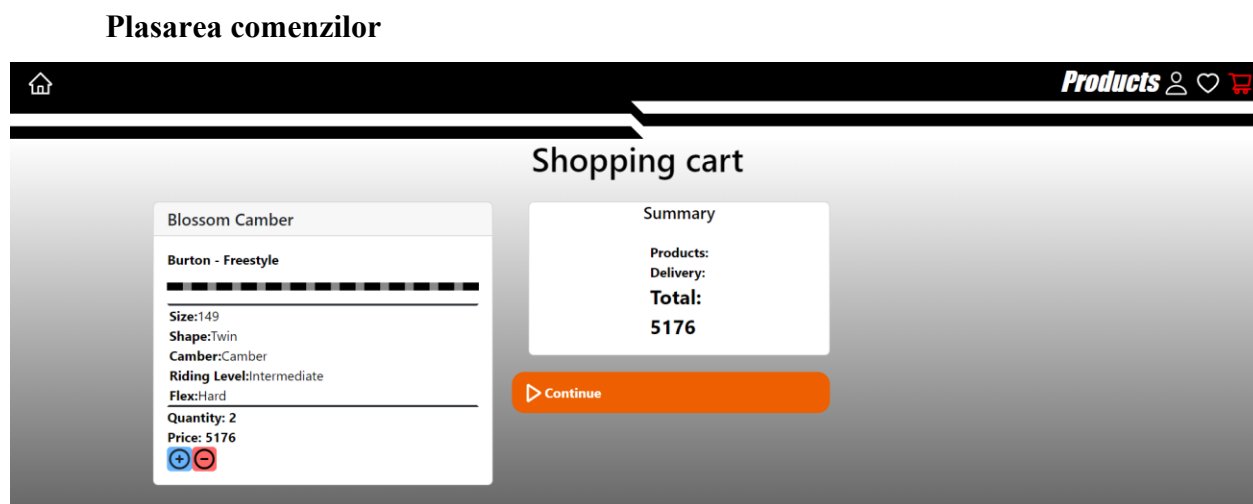 Plasarea comenzilor
Products
Shopping cart
Blossom Camber
Burton - Freestyle
Size:149
Shape:Twin
Camber:Camber
Riding Level:Intermediate
Flex:Hard
Quantity: 2
Price: 5176
Summary
Products:
Delivery:
Total:
5176
Continue